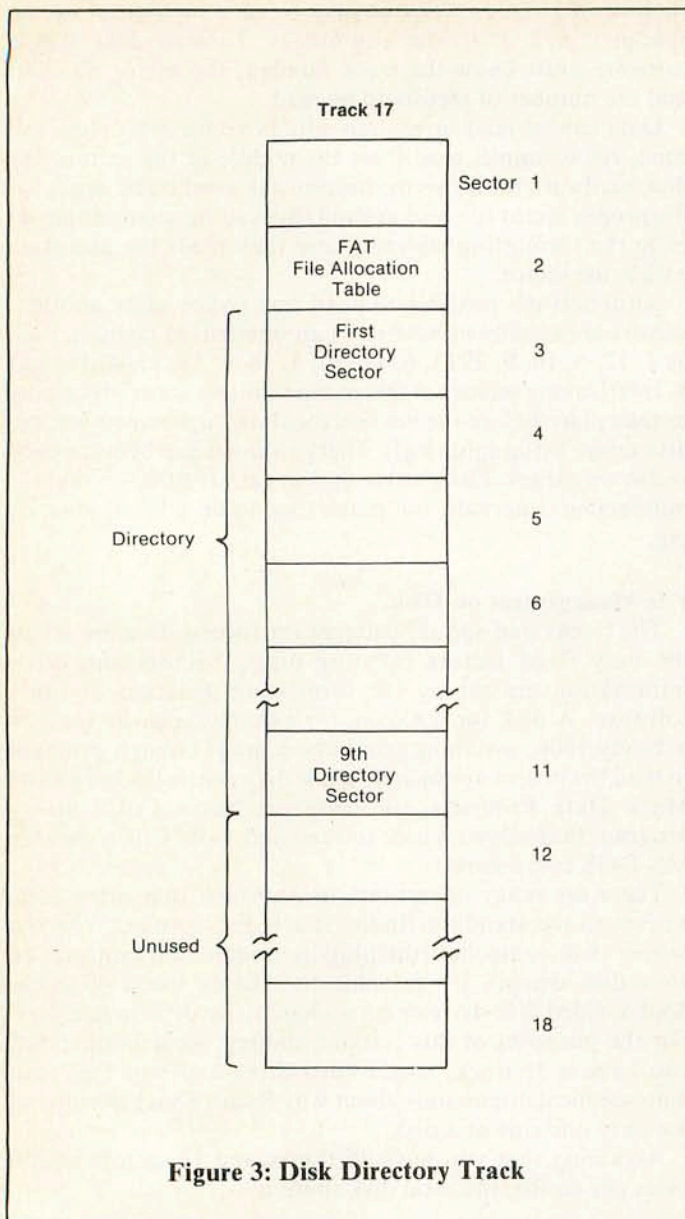 Track 17
Sector 1
FAT
File Allocation
Table
2
First
Directory
Sector
3
4
5
Directory
6
9th
Directory
Sector
11
12
Unused
18
Figure 3: Disk Directory Track